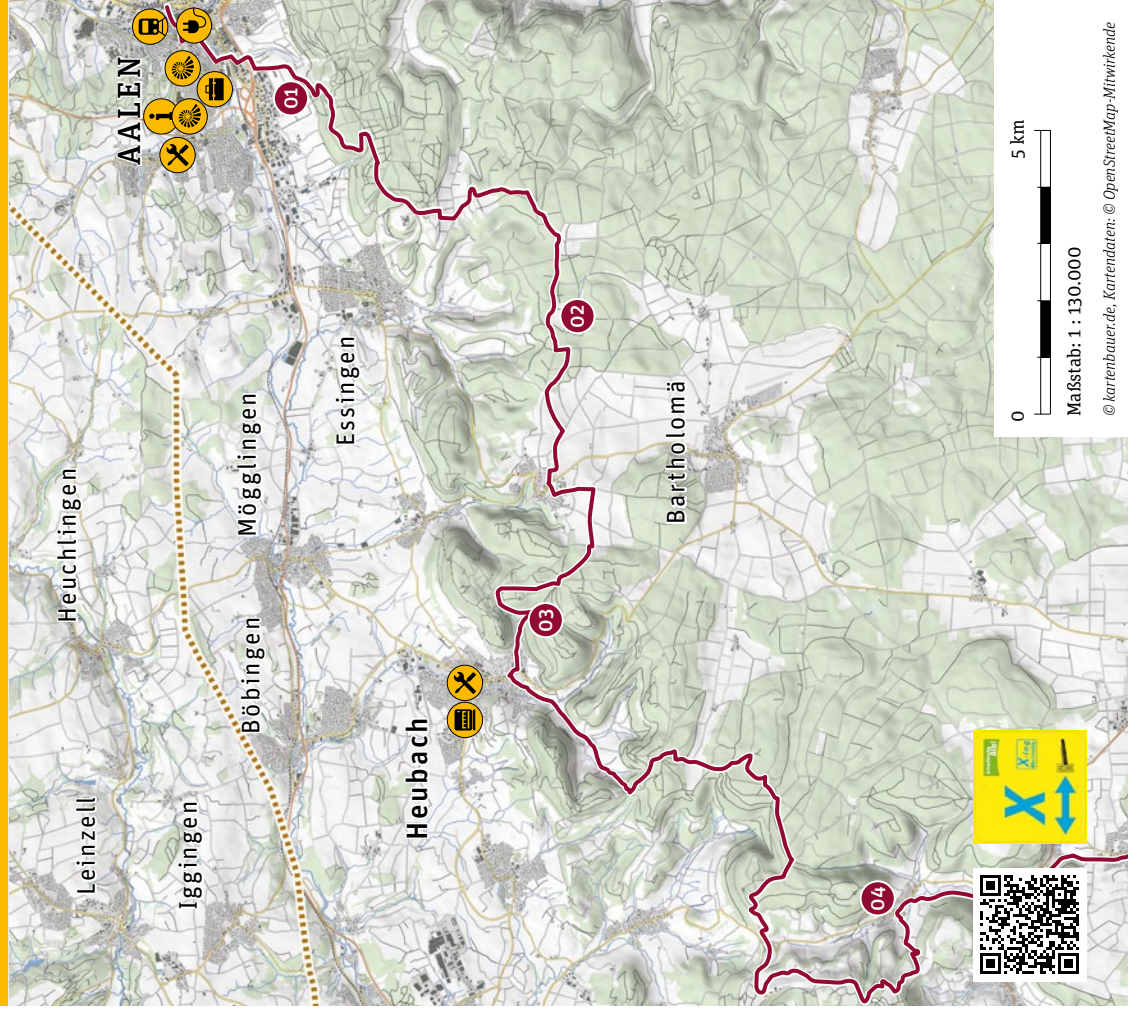 AALEN
01
Heuchlingen
Mögglingen
Essingen
02
Leinzell
Iggingen
Böbingen
Heubach
03
Bartholomä
04
X
X-ing
0
5 km
Maßstab: 1 : 130.000
© kartenbauer.de, Kartendaten: © OpenStreetMap-Mitwirkende